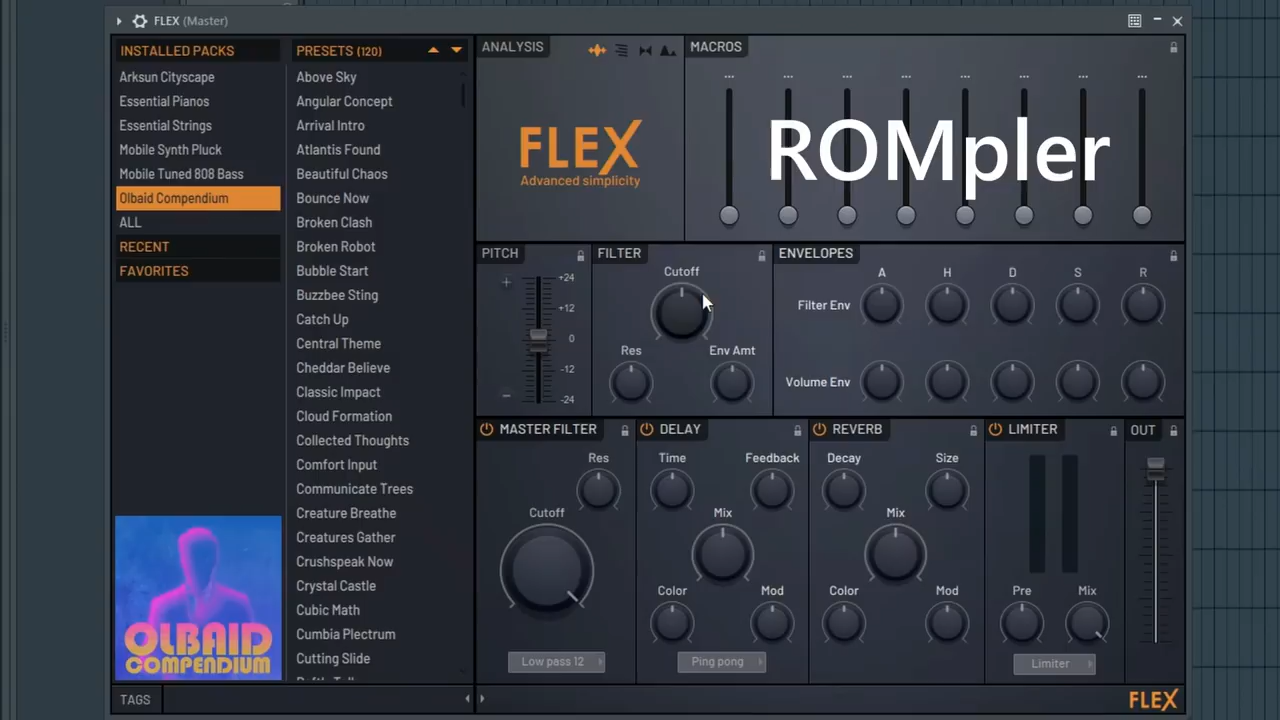 FLEX (Master)
INSTALLED PACKS
Arksun Cityscape
Essential Pianos
Essential Strings
Mobile Synth Pluck
Mobile Tuned 808 Bass
Olbaid Compendium
ALL
RECENT
FAVORITES
OLBAID
COMPENDIUM
TAGS
PRESETS (120)
Above Sky
Angular Concept
Arrival Intro
Atlantis Found
Beautiful Chaos
Bounce Now
Broken Clash
Broken Robot
Bubble Start
Buzzbee Sting
Catch Up
Central Theme
Cheddar Believe
Classic Impact
Cloud Formation
Collected Thoughts
Comfort Input
Communicate Trees
Creature Breathe
Creatures Gather
Crushspeak Now
Crystal Castle
Cubic Math
Cumbia Plectrum
Cutting Slide
ANALYSIS
FLEX
Advanced simplicity
MACROS
... ... ... ... ... ... ... ...
ROMpler
PITCH
+
+24
+12
0
-12
-24
-
FILTER
Cutoff
Res Env Amt
ENVELOPES
A H D S R
Filter Env
Volume Env
MASTER FILTER
Res
Cutoff
Low pass 12
DELAY
Time Feedback
Mix
Color Mod
Ping pong
REVERB
Decay Size
Mix
Color Mod
LIMITER
Pre Mix
Limiter
OUT
FLEX